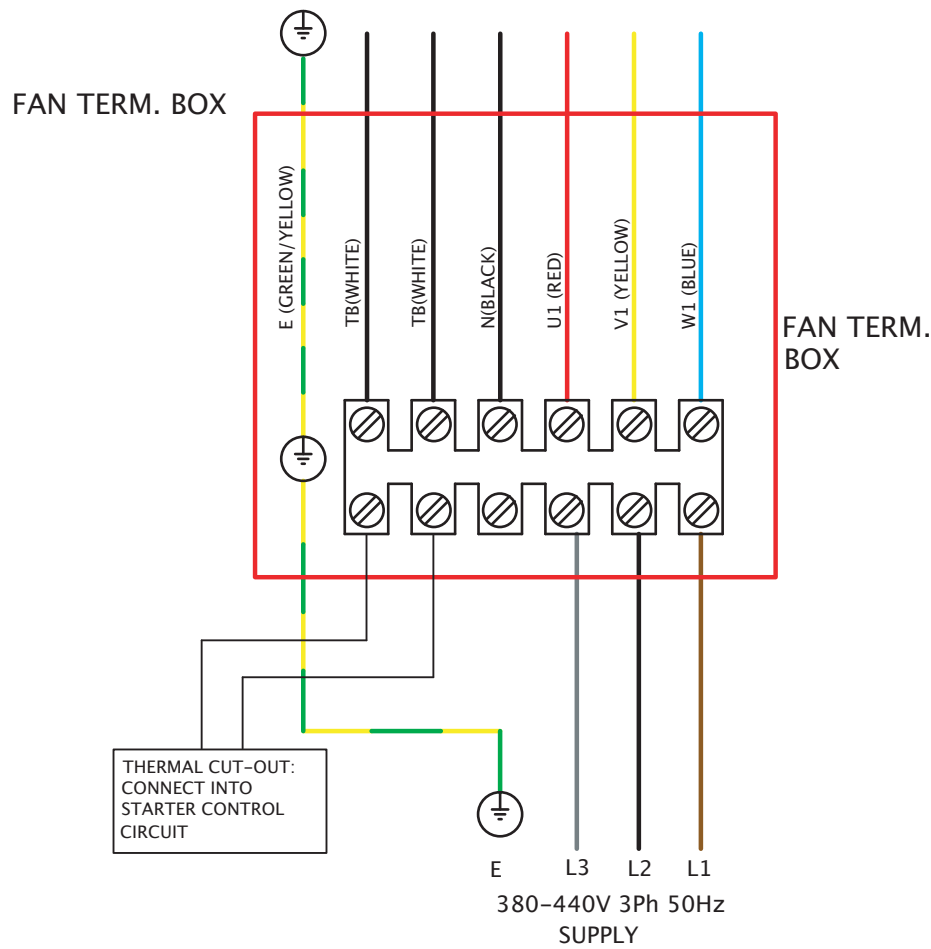 FAN TERM. BOX
E (GREEN/YELLOW)
TB(WHITE)
TB(WHITE)
N(BLACK)
U1 (RED)
V1 (YELLOW)
W1 (BLUE)
FAN TERM.
BOX
THERMAL CUT-OUT:
CONNECT INTO
STARTER CONTROL
CIRCUIT
E L3 L2 L1
380-440V 3Ph 50Hz
SUPPLY